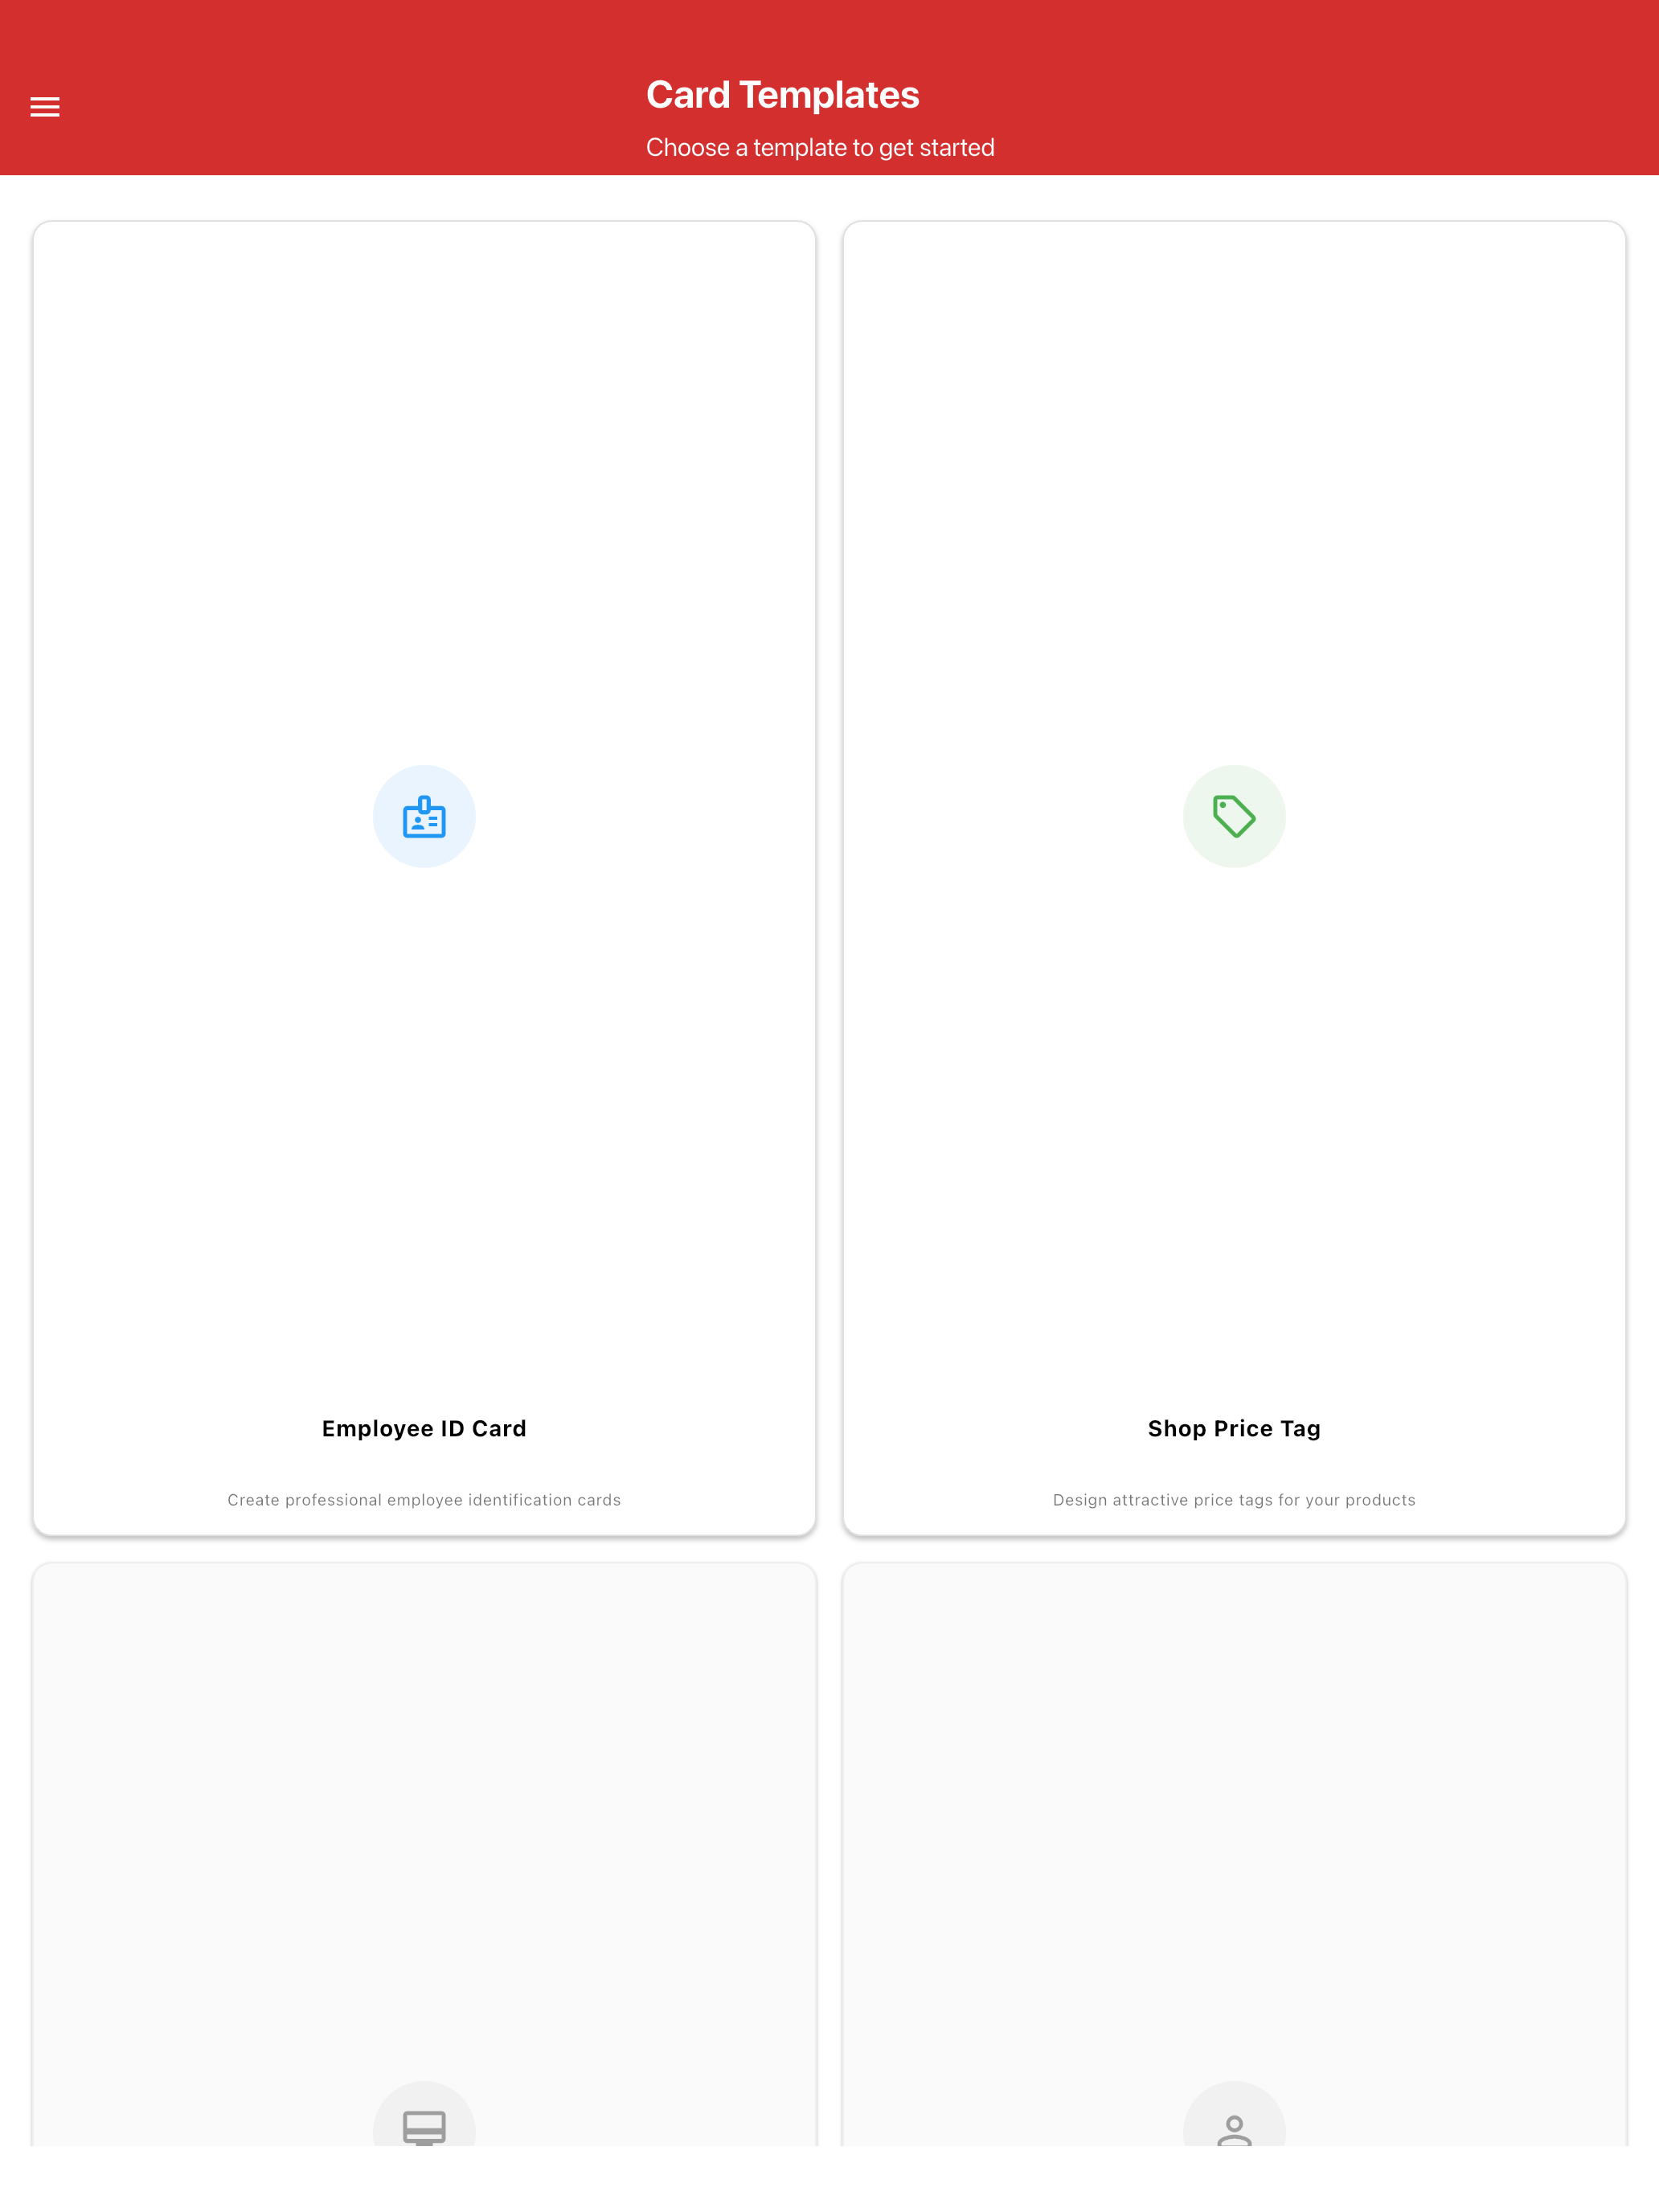 Card Templates
Choose a template to get started
Employee ID Card
Shop Price Tag
Create professional employee identification cards
Design attractive price tags for your products